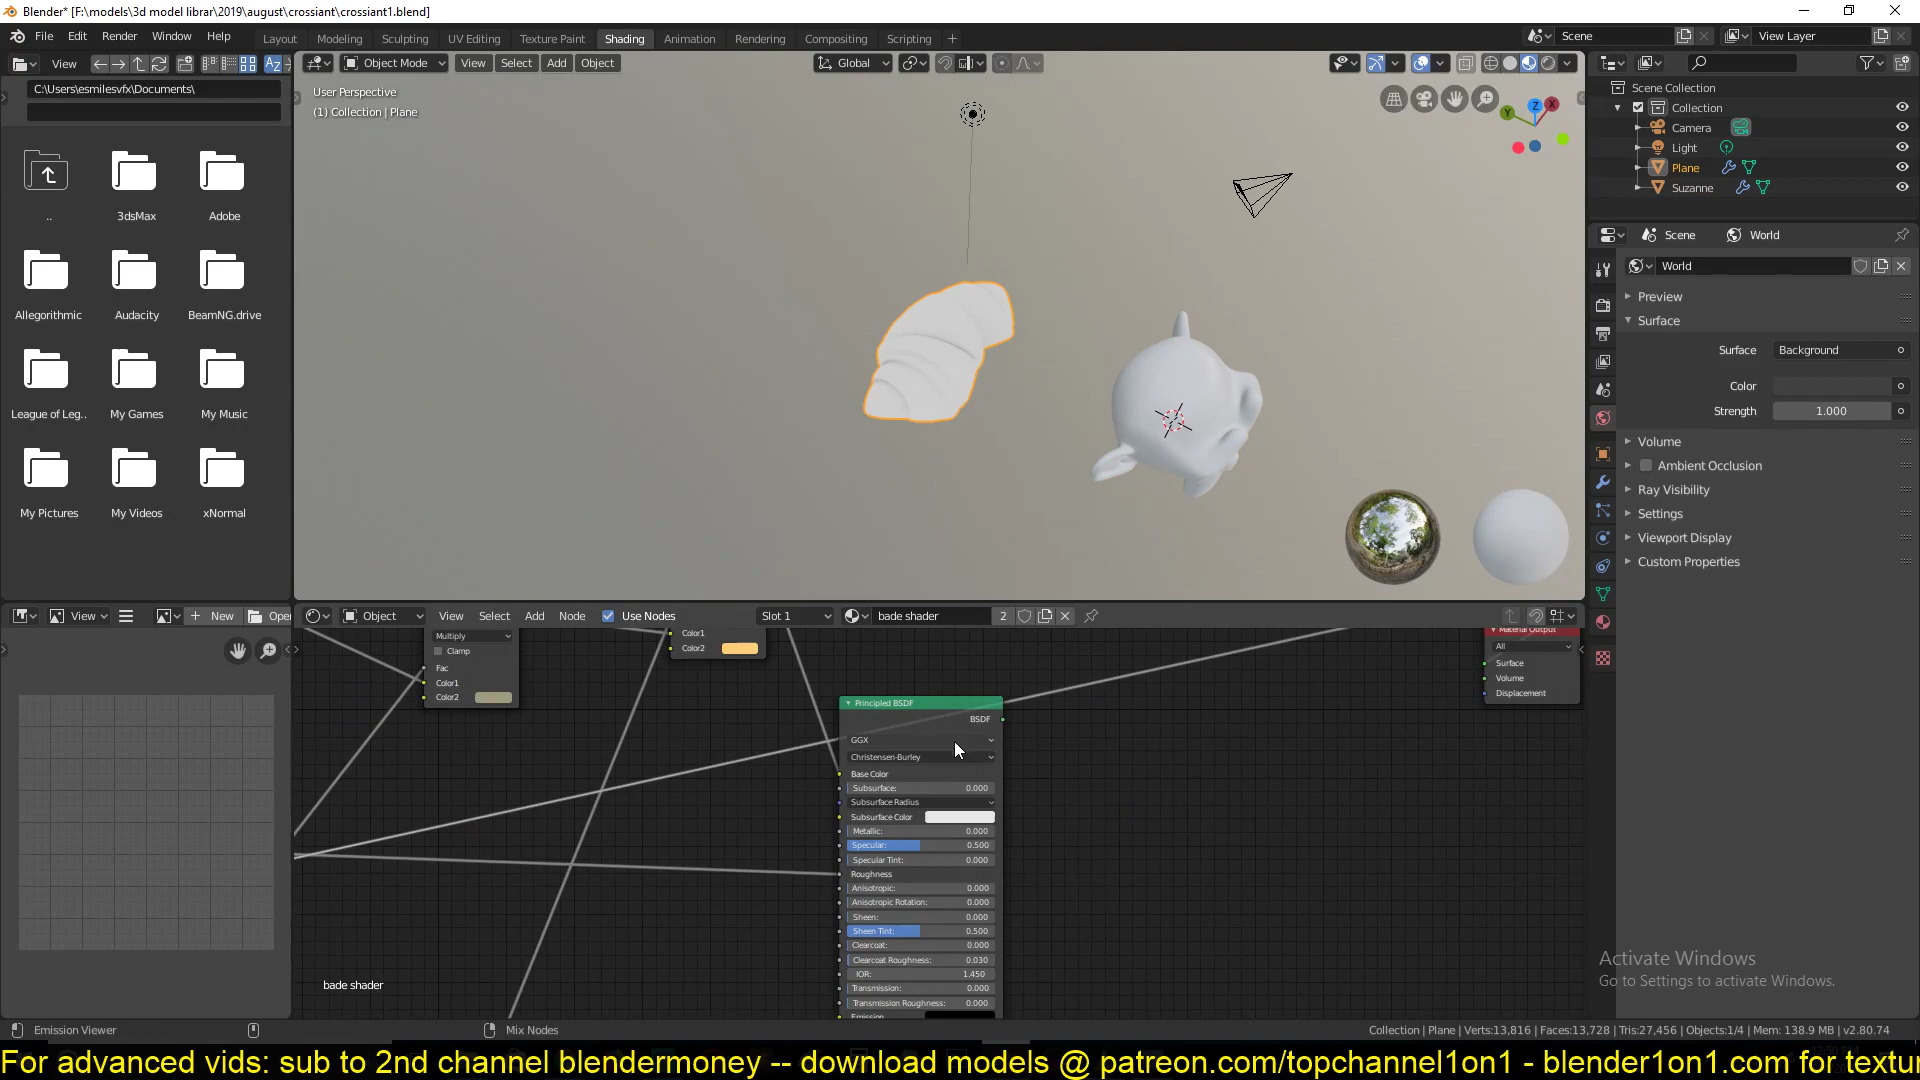 Blender* [F:\models\3d model librar\2019\august\crossiant\crossiant1.blend]
File Edit Render Window Help Layout Modeling Sculpting UV Editing Texture Paint Shading Animation Rendering Compositing Scripting + Scene View Layer
View Object Mode View Select Add Object Global
C:\Users\esmilesvfx\Documents\
User Perspective
(1) Collection | Plane
Scene Collection
Collection
Camera
Light
Plane
Suzanne
..
3dsMax
Adobe
Allegorithmic
Audacity
BeamNG.drive
League of Leg..
My Games
My Music
My Pictures
My Videos
xNormal
Y Z X
Scene World
World
Preview
Surface
Surface Background
Color
Strength 1.000
Volume
Ambient Occlusion
Ray Visibility
Settings
Viewport Display
Custom Properties
View + New Open
Object View Select Add Node Use Nodes Slot 1 bade shader 2
Multiply
Clamp
Fac
Color1
Color2
Color1
Color2
Material Output
All
Surface
Volume
Displacement
Principled BSDF
BSDF
GGX
Christensen-Burley
Base Color
Subsurface: 0.000
Subsurface Radius
Subsurface Color
Metallic: 0.000
Specular: 0.500
Specular Tint: 0.000
Roughness
Anisotropic: 0.000
Anisotropic Rotation: 0.000
Sheen: 0.000
Sheen Tint: 0.500
Clearcoat: 0.000
Clearcoat Roughness: 0.030
IOR: 1.450
Transmission: 0.000
Transmission Roughness: 0.000
Emission
bade shader
Activate Windows
Go to Settings to activate Windows.
Emission Viewer Mix Nodes Collection | Plane | Verts:13,816 | Faces:13,728 | Tris:27,456 | Objects:1/4 | Mem: 138.9 MB | v2.80.74
For advanced vids: sub to 2nd channel blendermoney -- download models @ patreon.com/topchannel1on1 - blender1on1.com for textur